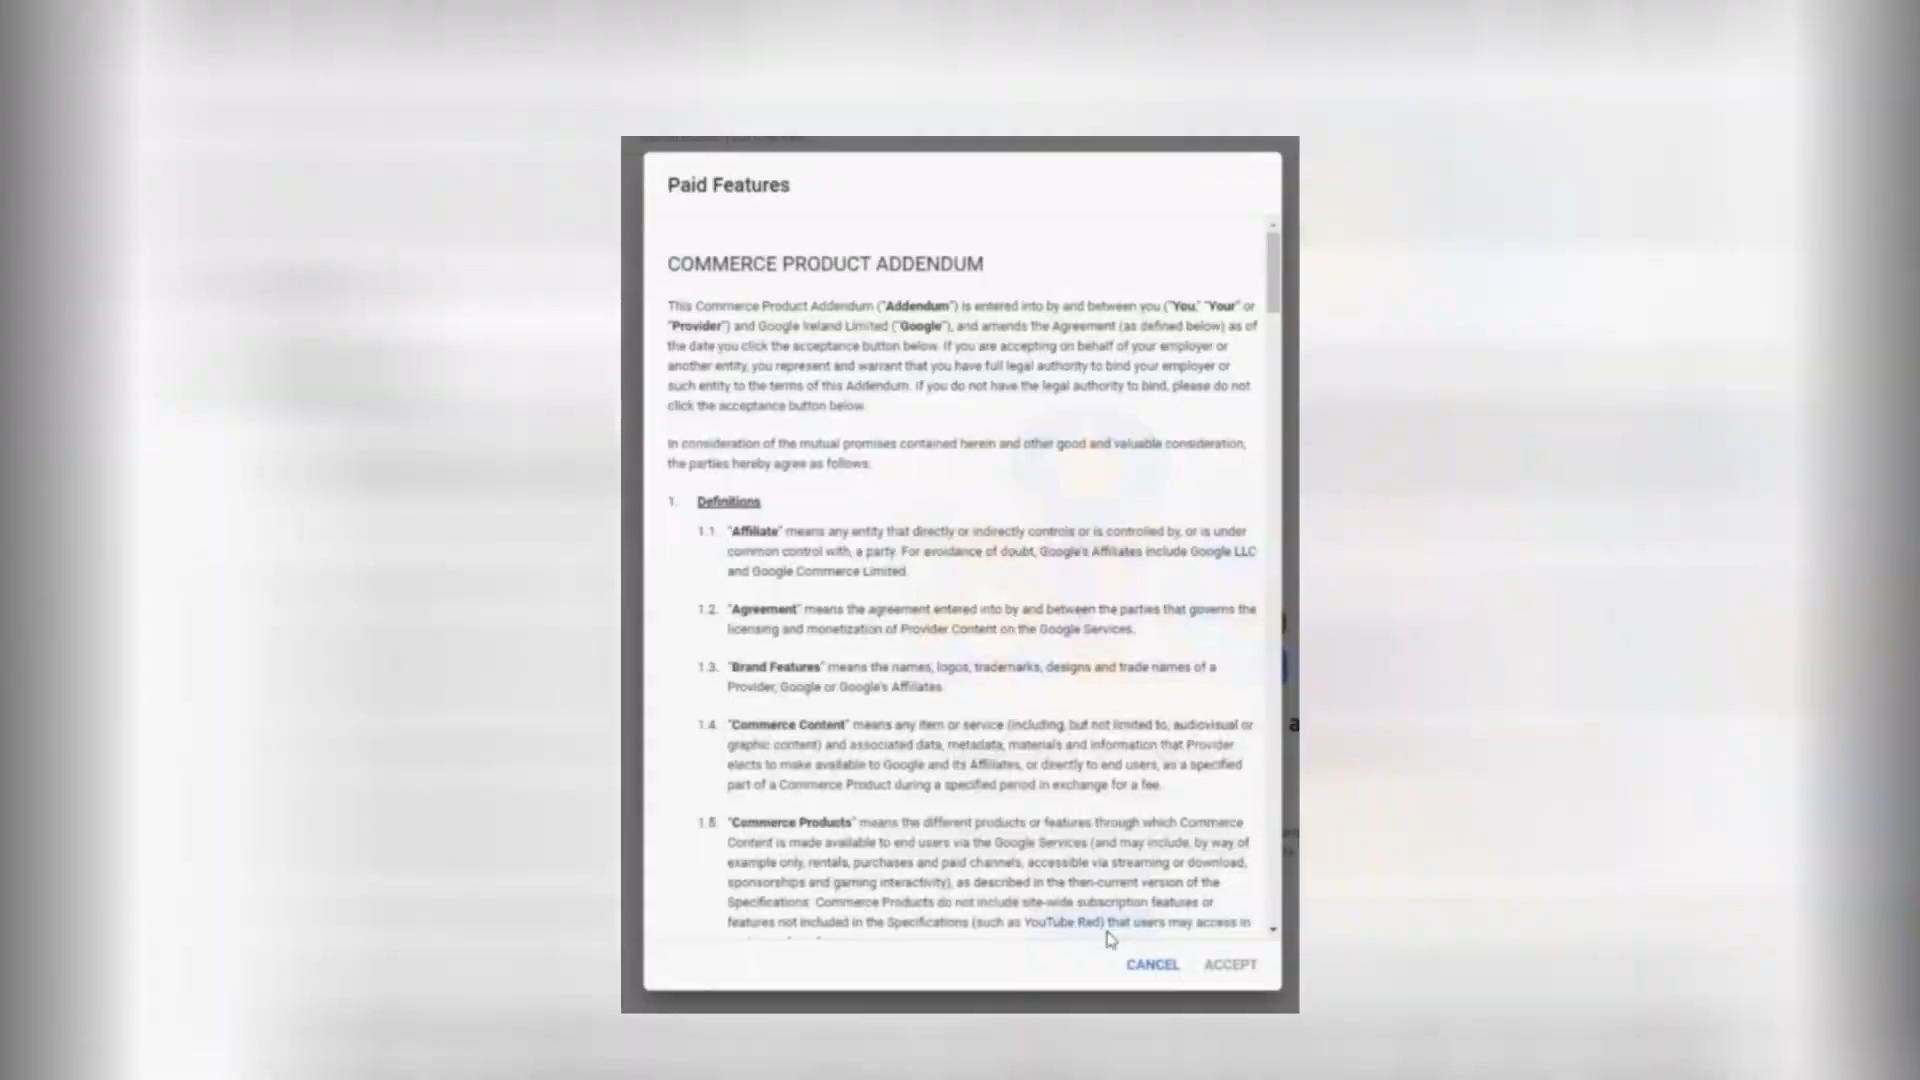 Paid Features
COMMERCE PRODUCT ADDENDUM
This Commerce Product Addendum ("Addendum") is entered into by and between you ("You," "Your" or
"Provider") and Google Ireland Limited ("Google"), and amends the Agreement (as defined below) as of
the date you click the acceptance button below. If you are accepting on behalf of your employer or
another entity, you represent and warrant that you have full legal authority to bind your employer or
such entity to the terms of this Addendum. If you do not have the legal authority to bind, please do not
click the acceptance button below.
In consideration of the mutual promises contained herein and other good and valuable consideration,
the parties hereby agree as follows:
1. Definitions
1.1. "Affiliate" means any entity that directly or indirectly controls or is controlled by, or is under
common control with, a party. For avoidance of doubt, Google's Affiliates include Google LLC
and Google Commerce Limited.
1.2. "Agreement" means the agreement entered into by and between the parties that governs the
licensing and monetization of Provider Content on the Google Services.
1.3. "Brand Features" means the names, logos, trademarks, designs and trade names of a
Provider, Google or Google's Affiliates.
1.4. "Commerce Content" means any item or service (including, but not limited to, audiovisual or
graphic content) and associated data, metadata, materials and information that Provider
elects to make available to Google and its Affiliates, or directly to end users, as a specified
part of a Commerce Product during a specified period in exchange for a fee.
1.5. "Commerce Products" means the different products or features through which Commerce
Content is made available to end users via the Google Services (and may include, by way of
example only, rentals, purchases and paid channels, accessible via streaming or download,
sponsorships and gaming interactivity), as described in the then-current version of the
Specifications. Commerce Products do not include site-wide subscription features or
features not included in the Specifications (such as YouTube Red) that users may access in
CANCEL ACCEPT